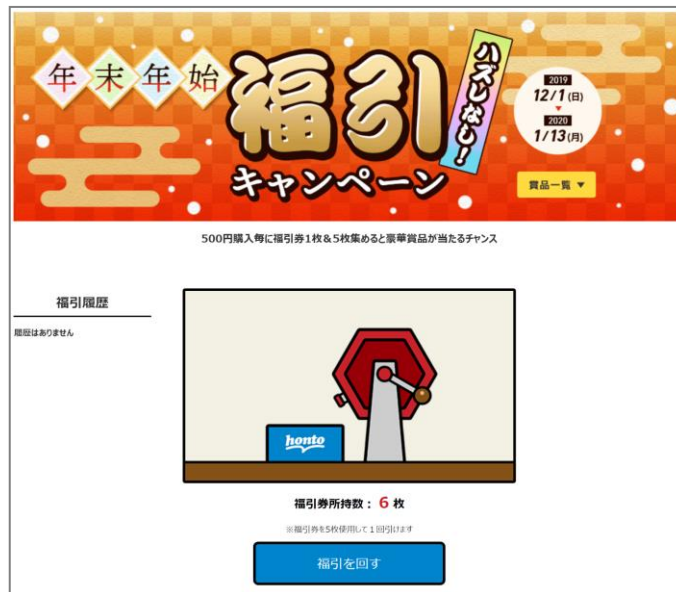 年末年始
福引
キャンペーン
ハズレなし!
2019
12/1(日)
2020
1/13(月)
賞品一覧 ▼
500円購入毎に福引券1枚&5枚集めると豪華賞品が当たるチャンス
福引履歴
履歴はありません
honto
福引券所持数: 6 枚
※福引券を5枚使用して1回引けます
福引を回す